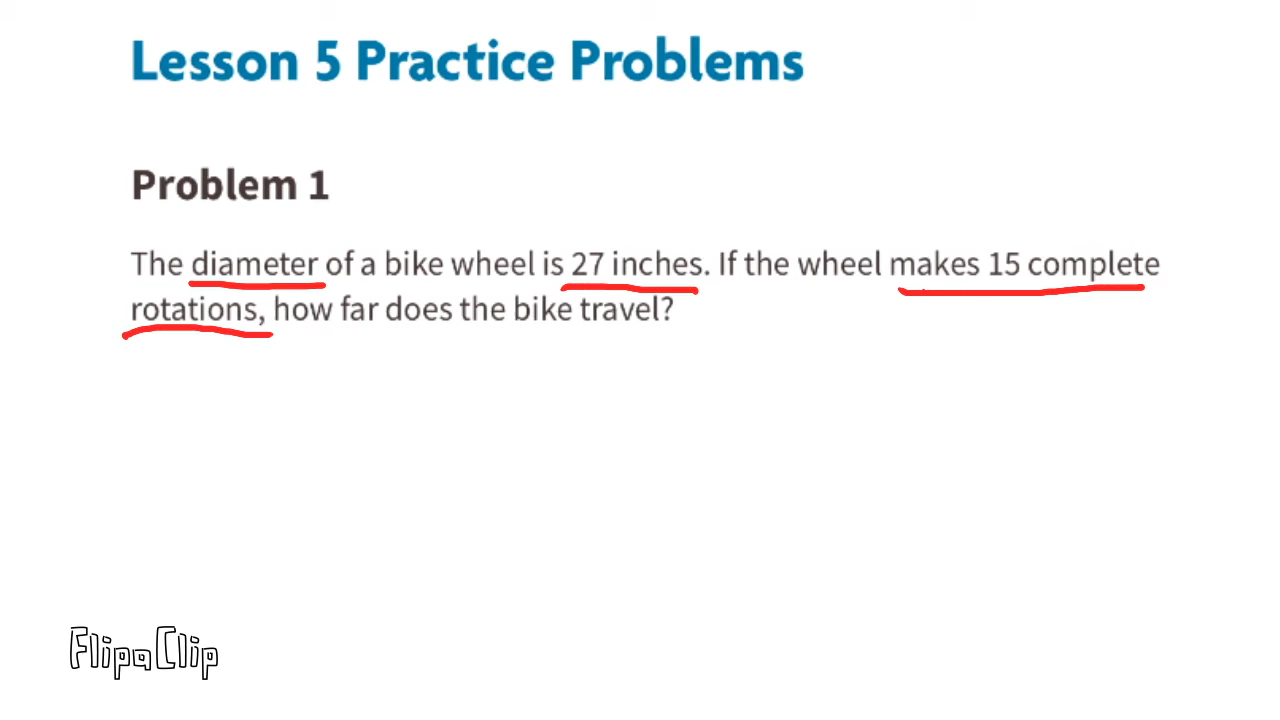 Lesson 5 Practice Problems
Problem 1
The diameter of a bike wheel is 27 inches. If the wheel makes 15 complete
rotations, how far does the bike travel?
FlipaClip